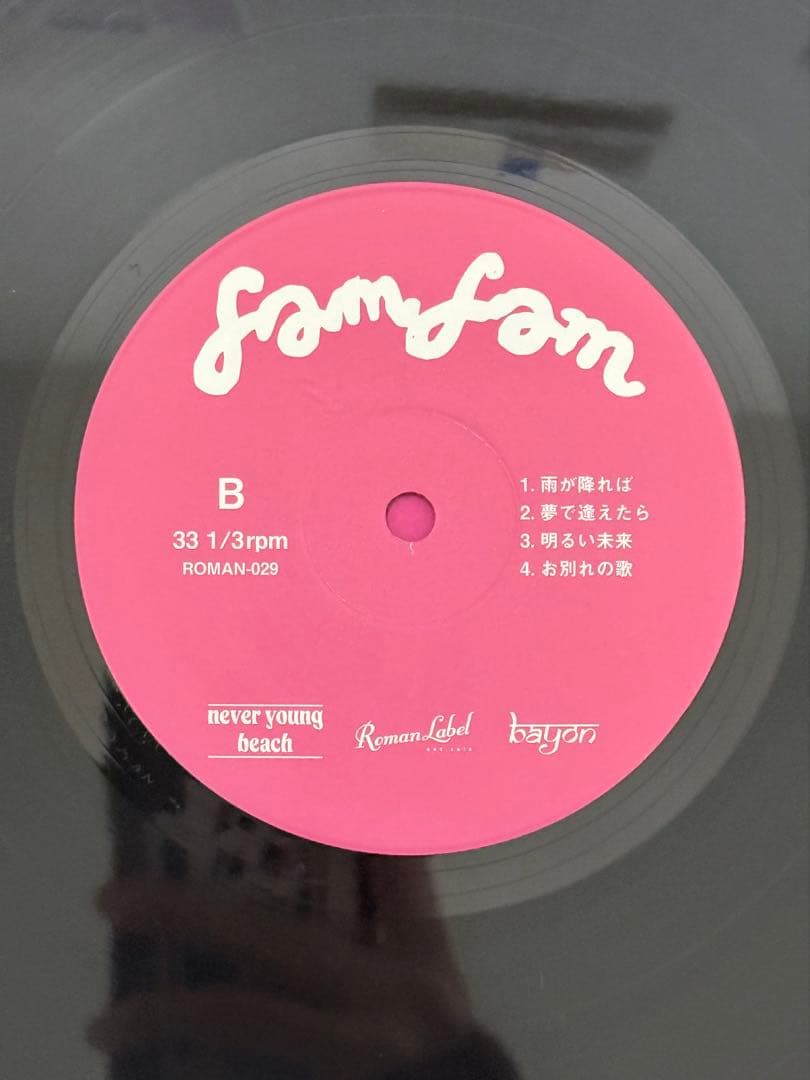 fam fam
B
33 1/3rpm
ROMAN-029
1. 雨が降れば
2. 夢で逢えたら
3. 明るい未来
4. お別れの歌
never young
beach
Roman Label
bayon
ROMAN